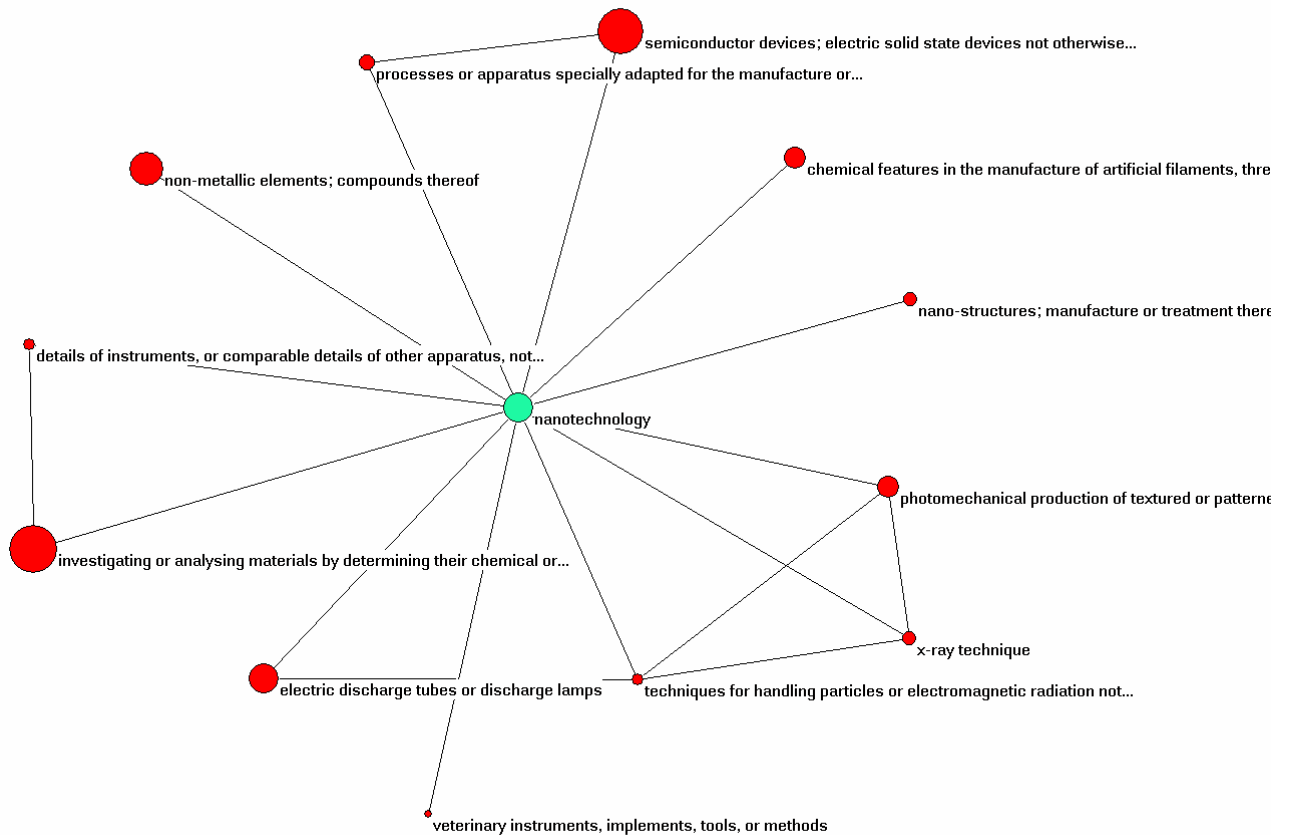 semiconductor devices; electric solid state devices not otherwise...
processes or apparatus specially adapted for the manufacture or...
chemical features in the manufacture of artificial filaments, thre
non-metallic elements; compounds thereof
nano-structures; manufacture or treatment there
details of instruments, or comparable details of other apparatus, not...
nanotechnology
photomechanical production of textured or patterne
investigating or analysing materials by determining their chemical or...
x-ray technique
electric discharge tubes or discharge lamps
techniques for handling particles or electromagnetic radiation not...
veterinary instruments, implements, tools, or methods